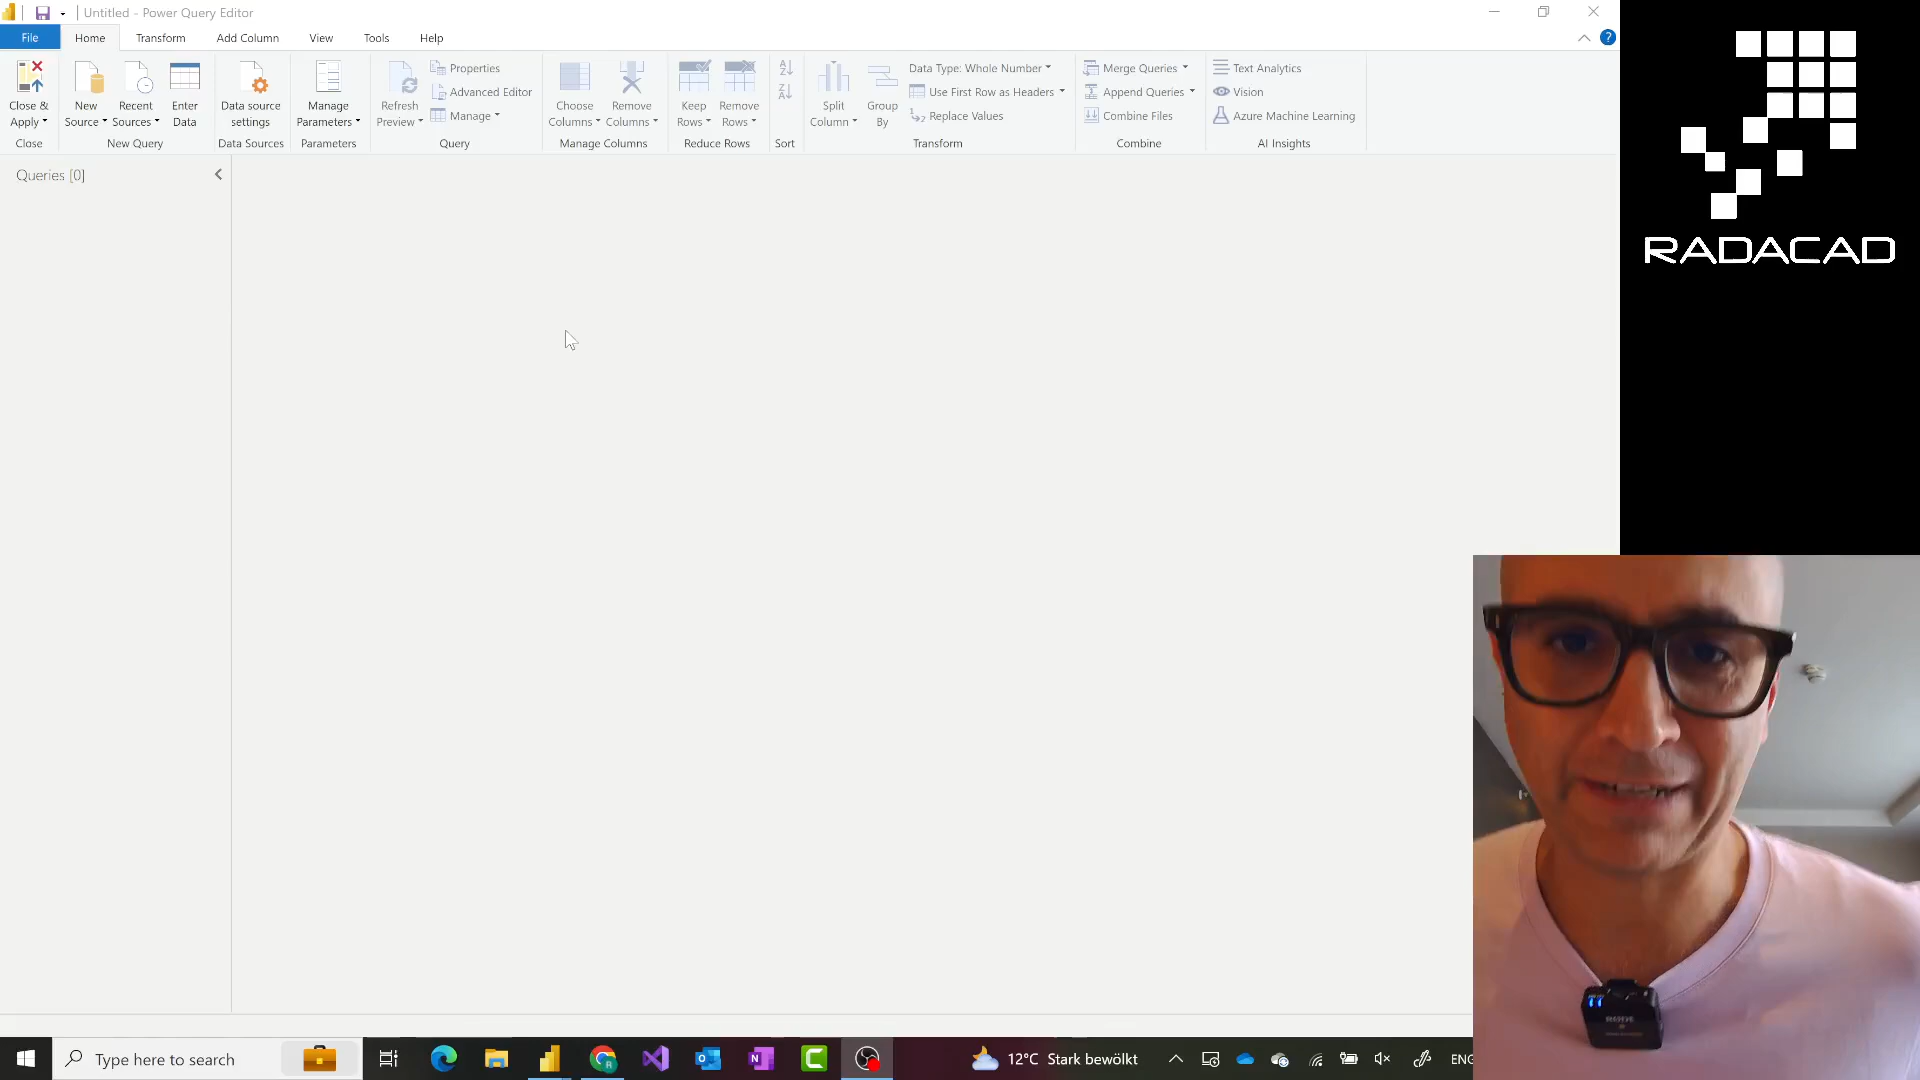 Untitled - Power Query Editor
File Home Transform Add Column View Tools Help
Close & Apply
New Source
Recent Sources
Enter Data
Data source settings
Manage Parameters
Refresh Preview
Properties
Advanced Editor
Manage
Choose Columns
Remove Columns
Keep Rows
Remove Rows
Split Column
Group By
Data Type: Whole Number
Use First Row as Headers
Replace Values
Merge Queries
Append Queries
Combine Files
Text Analytics
Vision
Azure Machine Learning
Close New Query Data Sources Parameters Query Manage Columns Reduce Rows Sort Transform Combine AI Insights
Queries [0]
RADACAD
RØDE
Type here to search
12°C Stark bewölkt
ENG